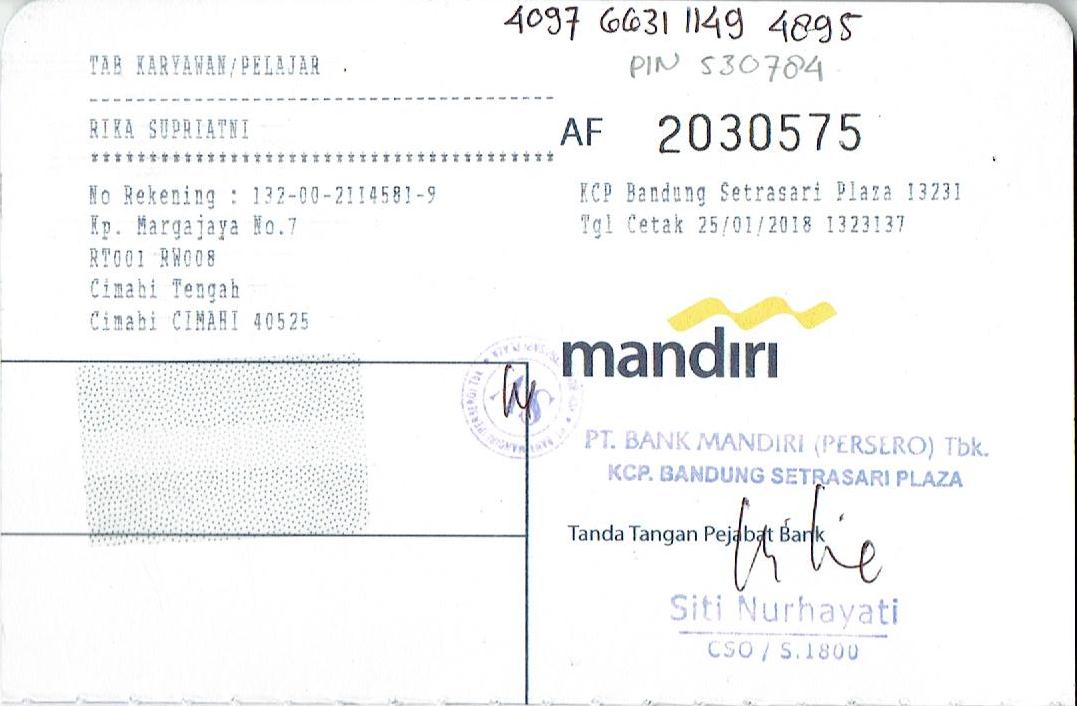 4097 6631 1149 4895
PIN 530784
TAB KARYAWAN/PELAJAR
RIKA SUPRIATNI
AF 2030575
No Rekening : 132-00-2114581-9
Kp. Margajaya No.7
RT001 RW008
Cimahi Tengah
Cimahi CIMAHI 40525
KCP Bandung Setrasari Plaza 13231
Tgl Cetak 25/01/2018 1323137
mandiri
PT. BANK MANDIRI (PERSERO) Tbk.
KCP. BANDUNG SETRASARI PLAZA
Tanda Tangan Pejabat Bank
Siti Nurhayati
CSO / S.1800